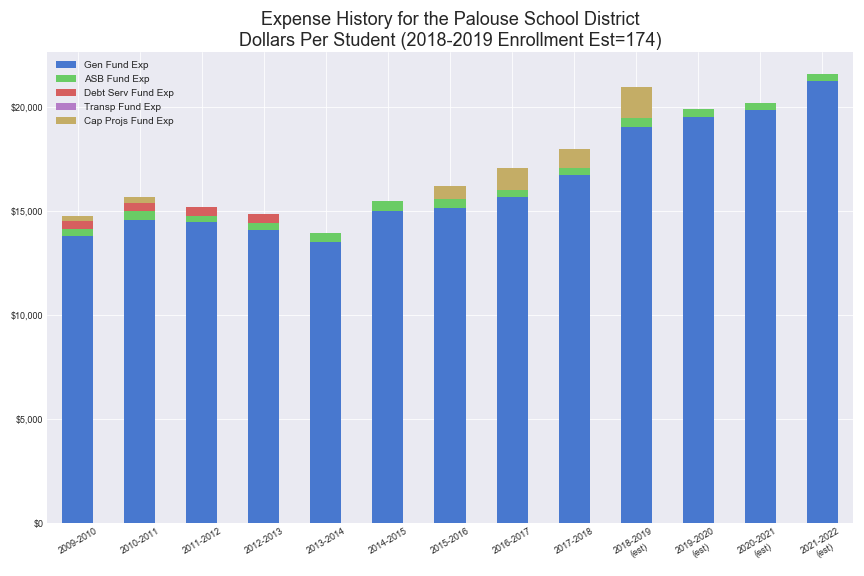 Expense History for the Palouse School District
Dollars Per Student (2018-2019 Enrollment Est=174)
Gen Fund Exp
ASB Fund Exp
Debt Serv Fund Exp
Transp Fund Exp
Cap Projs Fund Exp
$20,000
$15,000
$10,000
$5,000
$0
2009-2010
2010-2011
2011-2012
2012-2013
2013-2014
2014-2015
2015-2016
2016-2017
2017-2018
2018-2019
(est)
2019-2020
(est)
2020-2021
(est)
2021-2022
(est)